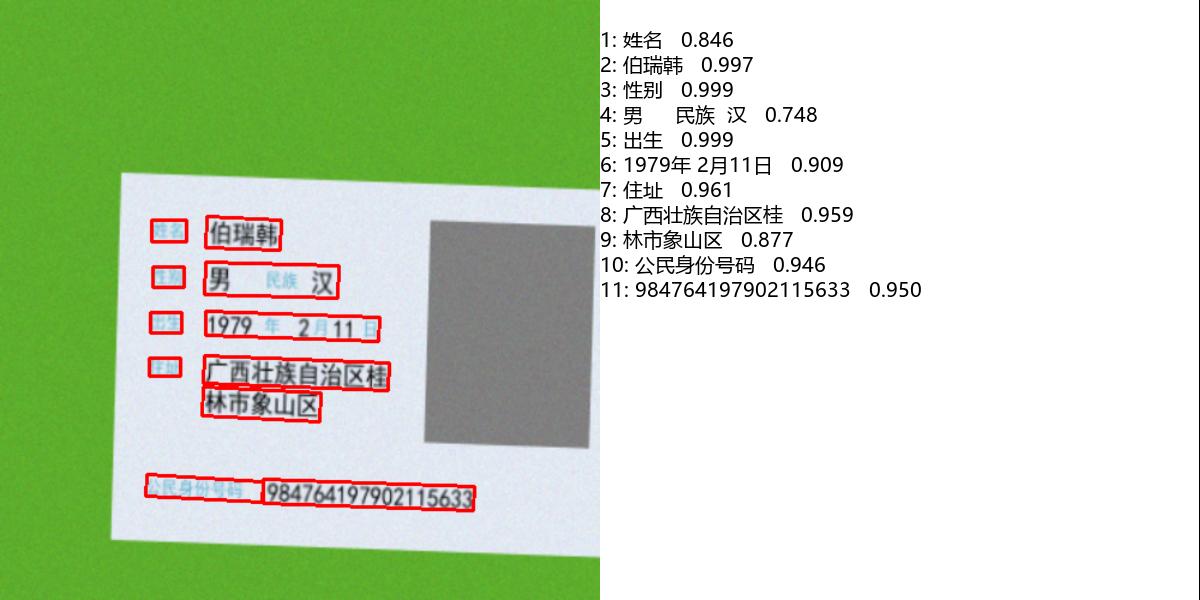 姓名 伯瑞韩
性别 男 民族 汉
出生 1979 年 2 月 11 日
住址 广西壮族自治区桂
林市象山区
公民身份号码 984764197902115633
1: 姓名 0.846
2: 伯瑞韩 0.997
3: 性别 0.999
4: 男 民族 汉 0.748
5: 出生 0.999
6: 1979年 2月11日 0.909
7: 住址 0.961
8: 广西壮族自治区桂 0.959
9: 林市象山区 0.877
10: 公民身份号码 0.946
11: 984764197902115633 0.950